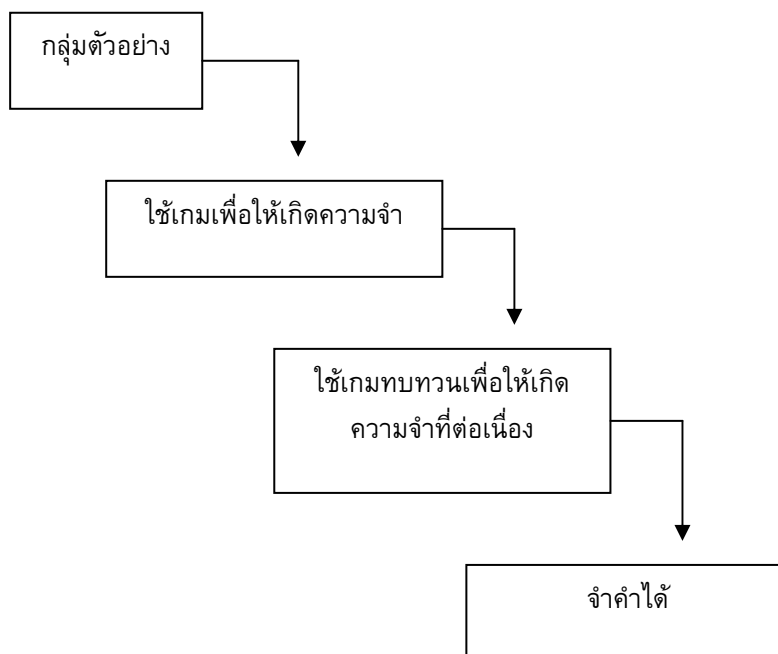 กลุ่มตัวอย่าง
ใช้เกมเพื่อให้เกิดความจำ
ใช้เกมทบทวนเพื่อให้เกิด
ความจำที่ต่อเนื่อง
จำคำได้